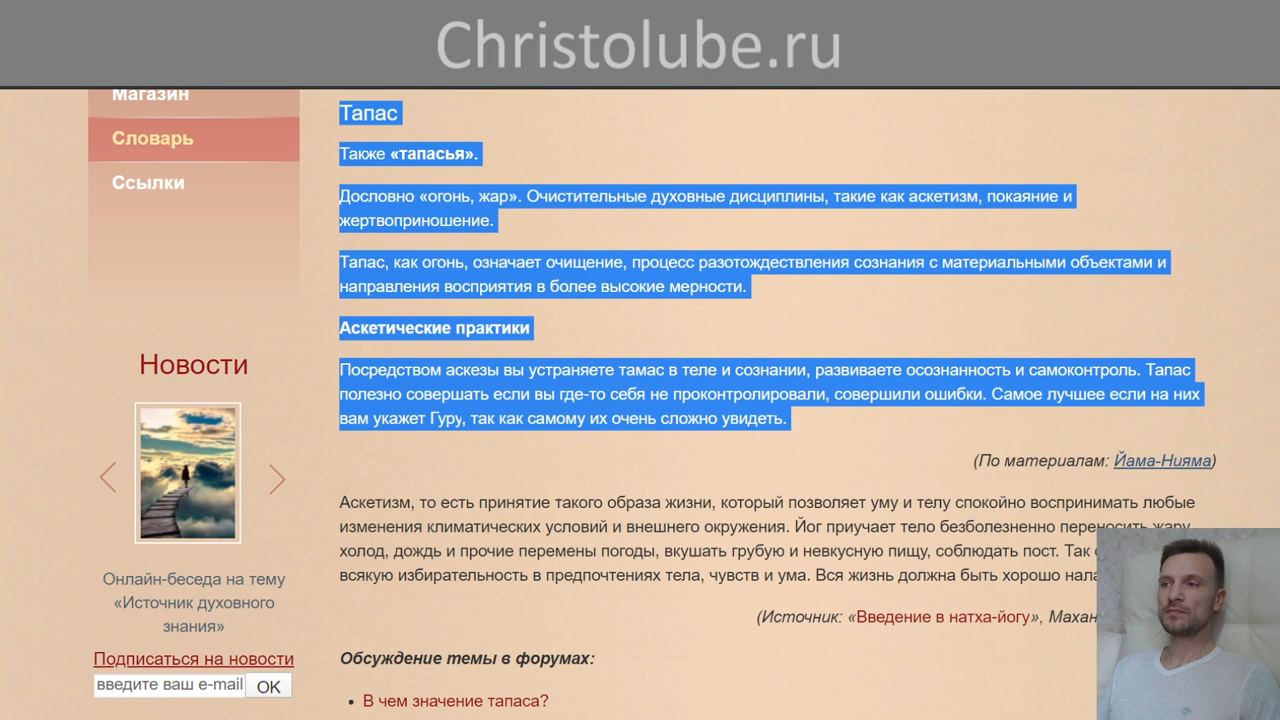 Christolube.ru
Магазин
Словарь
Ссылки
Новости
Онлайн-беседа на тему
«Источник духовного
знания»
Подписаться на новости
введите ваш e-mail OK
Тапас
Также «тапасья».
Дословно «огонь, жар». Очистительные духовные дисциплины, такие как аскетизм, покаяние и
жертвоприношение.
Тапас, как огонь, означает очищение, процесс разотождествления сознания с материальными объектами и
направления восприятия в более высокие мерности.
Аскетические практики
Посредством аскезы вы устраняете тамас в теле и сознании, развиваете осознанность и самоконтроль. Тапас
полезно совершать если вы где-то себя не проконтролировали, совершили ошибки. Самое лучшее если на них
вам укажет Гуру, так как самому их очень сложно увидеть.
(По материалам: Йама-Нияма)
Аскетизм, то есть принятие такого образа жизни, который позволяет уму и телу спокойно воспринимать любые
изменения климатических условий и внешнего окружения. Йог приучает тело безболезненно переносить жару,
холод, дождь и прочие перемены погоды, вкушать грубую и невкусную пищу, соблюдать пост. Так
всякую избирательность в предпочтениях тела, чувств и ума. Вся жизнь должна быть хорошо
(Источник: «Введение в натха-йогу»,
Обсуждение темы в форумах:
• В чем значение тапаса?